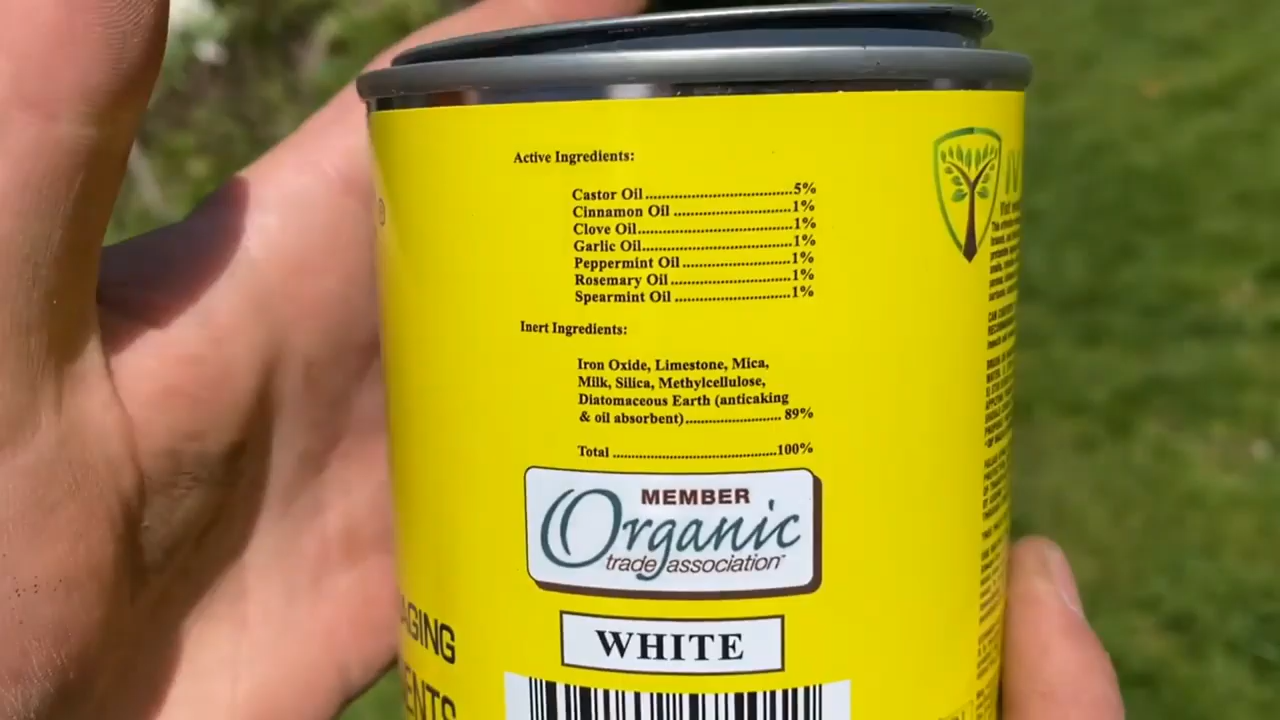 Active Ingredients:
Castor Oil.......................................5%
Cinnamon Oil ..............................1%
Clove Oil.......................................1%
Garlic Oil......................................1%
Peppermint Oil ............................1%
Rosemary Oil ...............................1%
Spearmint Oil ..............................1%
Inert Ingredients:
Iron Oxide, Limestone, Mica,
Milk, Silica, Methylcellulose,
Diatomaceous Earth (anticaking
& oil absorbent)......................... 89%
Total ...........................................100%
MEMBER
Organic
trade association
WHITE
AGING
ENTS